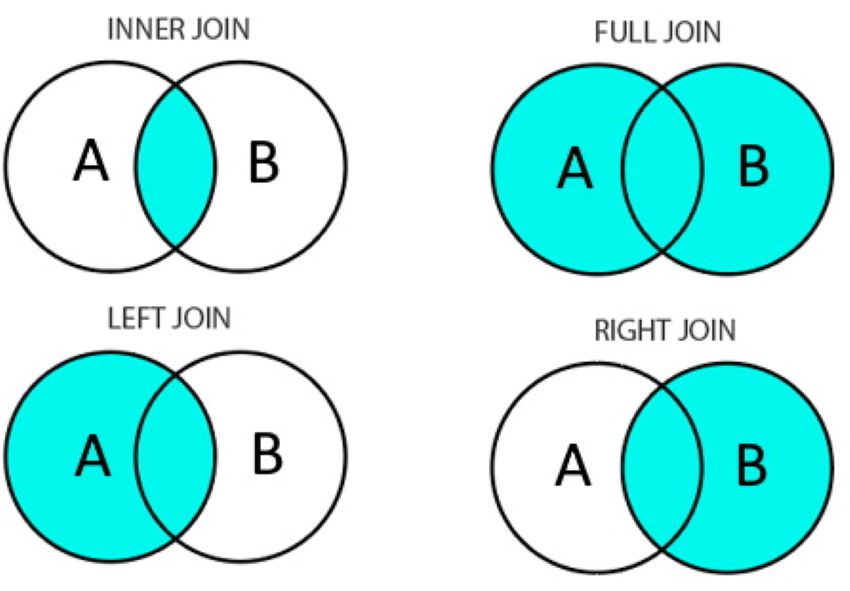 INNER JOIN
A B
FULL JOIN
A B
LEFT JOIN
A B
RIGHT JOIN
A B